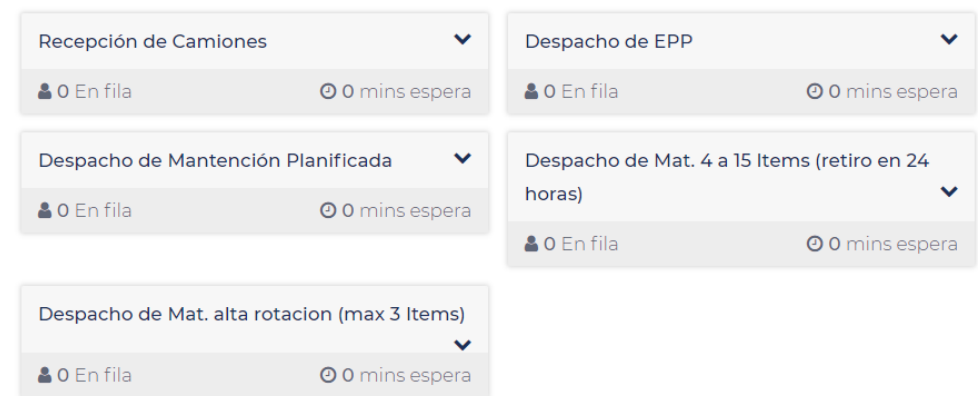 Recepción de Camiones
0 En fila
0 mins espera
Despacho de EPP
0 En fila
0 mins espera
Despacho de Mantención Planificada
0 En fila
0 mins espera
Despacho de Mat. 4 a 15 Items (retiro en 24
horas)
0 En fila
0 mins espera
Despacho de Mat. alta rotacion (max 3 Items)
0 En fila
0 mins espera